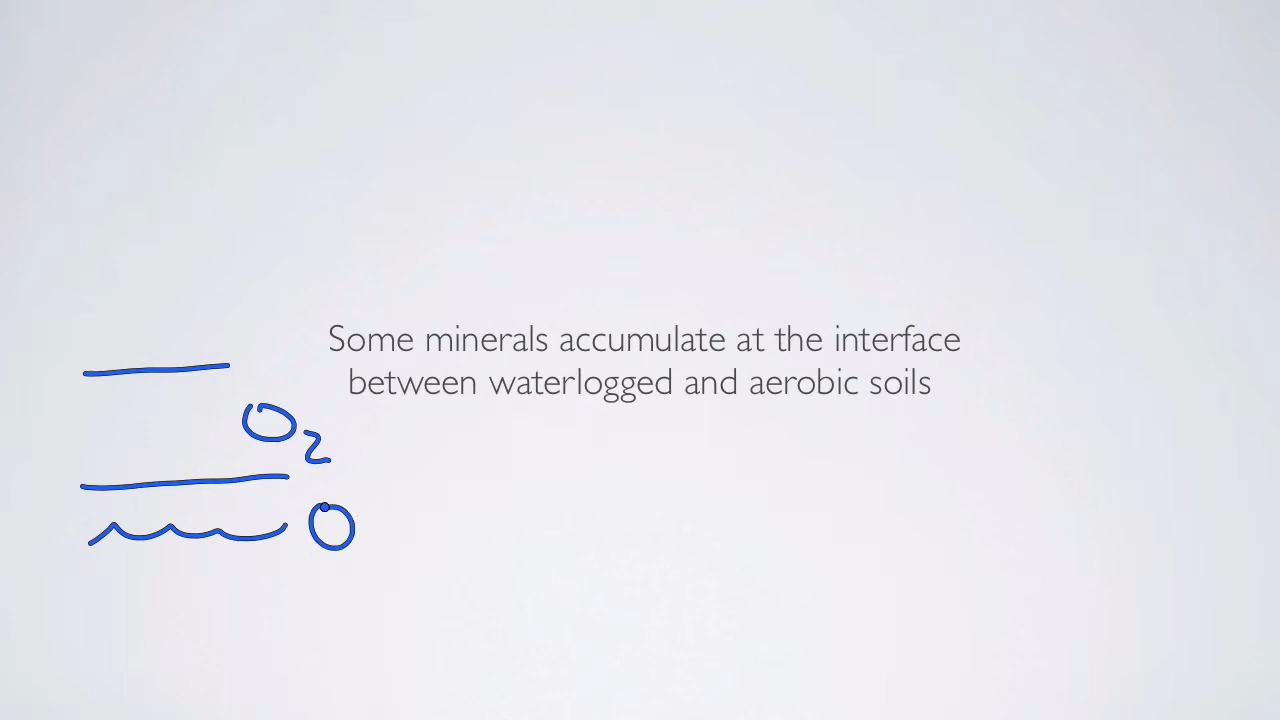 Some minerals accumulate at the interface
between waterlogged and aerobic soils
O2
O